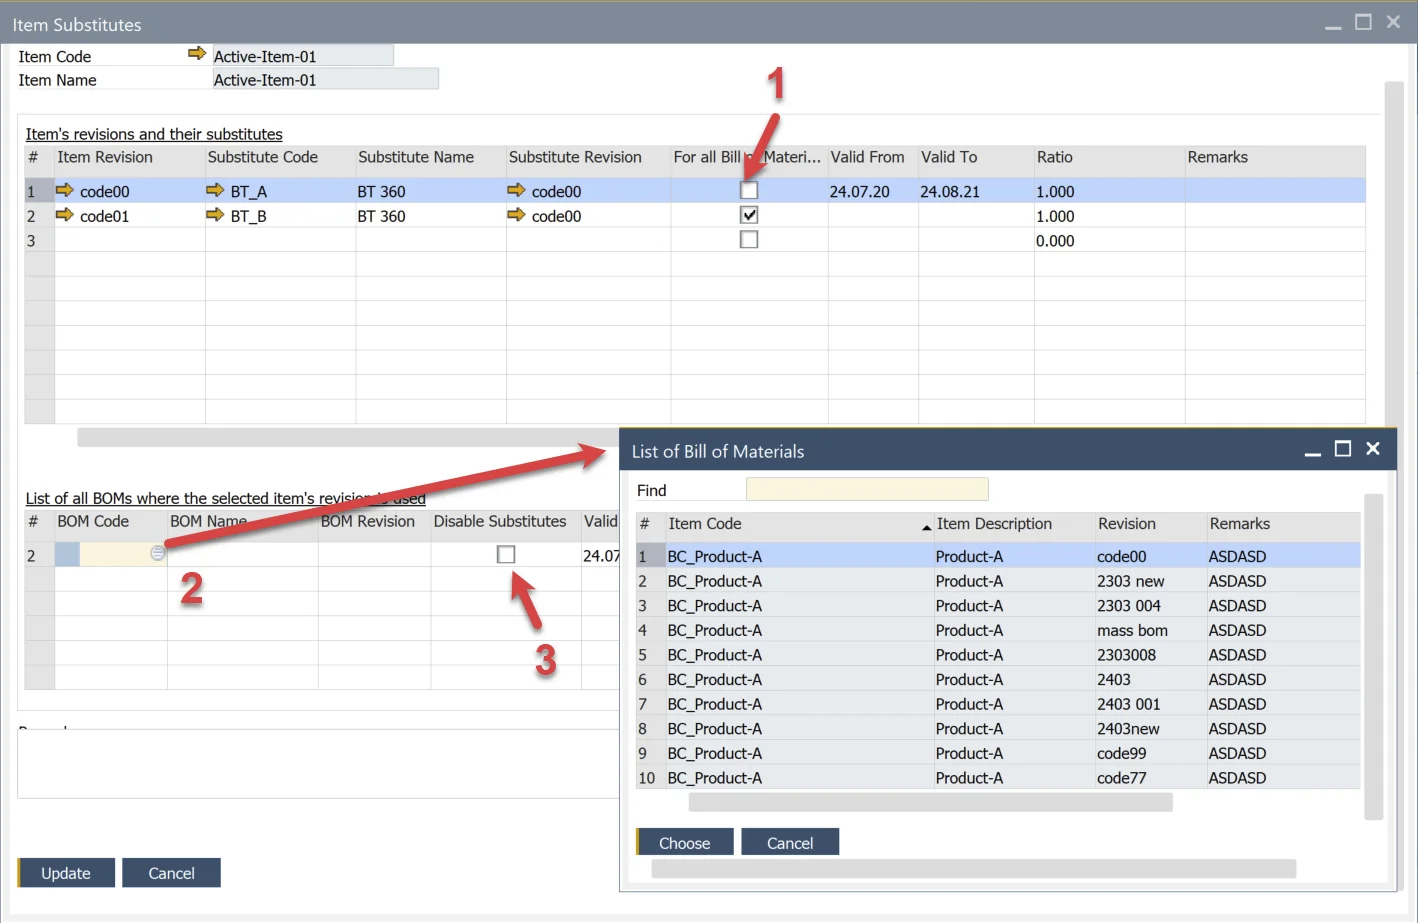 Item Substitutes
Item Code Active-Item-01
Item Name Active-Item-01
1
Item's revisions and their substitutes
# Item Revision Substitute Code Substitute Name Substitute Revision For all Bill Materi... Valid From Valid To Ratio Remarks
1 code00 BT_A BT 360 code00 24.07.20 24.08.21 1.000
2 code01 BT_B BT 360 code00 1.000
3 0.000
List of all BOMs where the selected item's revision is used
# BOM Code BOM Name BOM Revision Disable Substitutes Valid
2 24.07
2
3
Update Cancel
List of Bill of Materials
Find
# Item Code Item Description Revision Remarks
1 BC_Product-A Product-A code00 ASDASD
2 BC_Product-A Product-A 2303 new ASDASD
3 BC_Product-A Product-A 2303 004 ASDASD
4 BC_Product-A Product-A mass bom ASDASD
5 BC_Product-A Product-A 2303008 ASDASD
6 BC_Product-A Product-A 2403 ASDASD
7 BC_Product-A Product-A 2403 001 ASDASD
8 BC_Product-A Product-A 2403new ASDASD
9 BC_Product-A Product-A code99 ASDASD
10 BC_Product-A Product-A code77 ASDASD
Choose Cancel